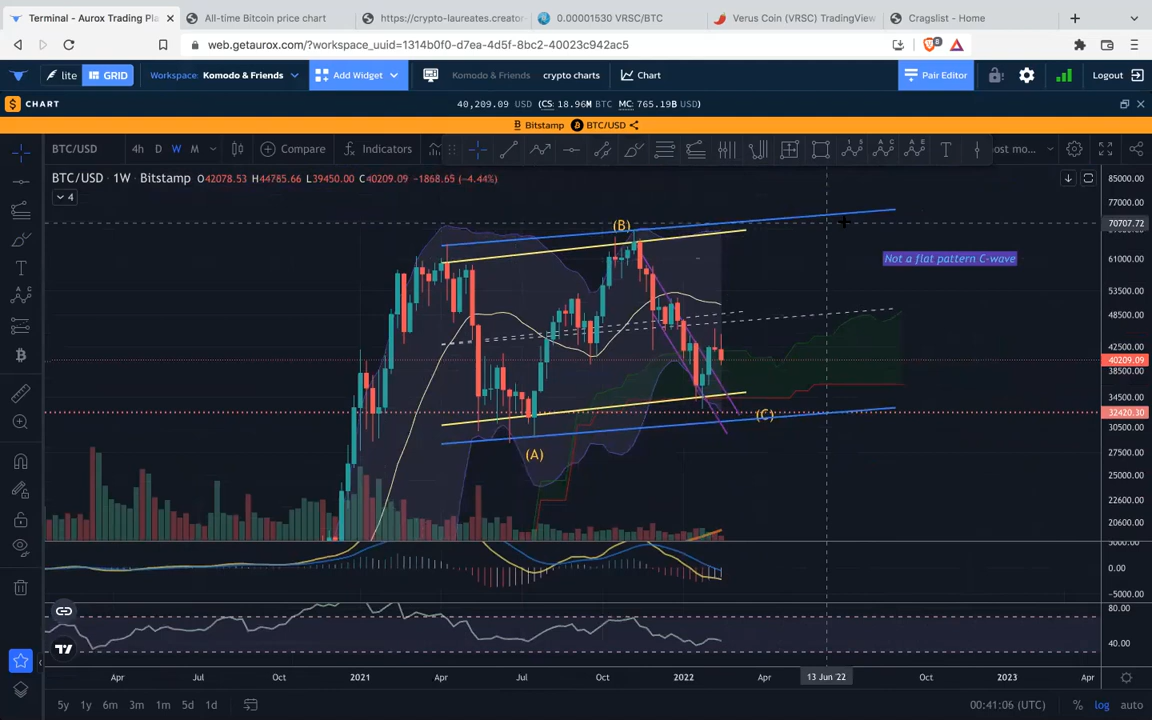 Terminal - Aurox Trading Pla
All-time Bitcoin price chart
https://crypto-laureates.creator
0.00001530 VRSC/BTC
Verus Coin (VRSC) TradingView
Cragslist - Home
web.getaurox.com/?workspace_uuid=1314b0f0-d7ea-4d5f-8bc2-40023c942ac5
lite
GRID
Workspace: Komodo & Friends
Add Widget
Komodo & Friends
crypto charts
Chart
Pair Editor
Logout
CHART
40,209.09 USD (CS: 18.96M BTC MC: 765.19B USD)
Bitstamp BTC/USD
BTC/USD 4h D W M Compare Indicators
BTC/USD · 1W · Bitstamp O42078.53 H44785.66 L39450.00 C40209.09 -1868.65 (-4.44%)
4
85000.00
77000.00
70707.72
61000.00
53500.00
48500.00
42500.00
40209.09
38500.00
34500.00
32420.30
30500.00
27500.00
25000.00
22600.00
20600.00
(B)
Not a flat pattern C-wave
(C)
(A)
0.00
-5000.00
80.00
40.00
Apr Jul Oct 2021 Apr Jul Oct 2022 Apr 13 Jun '22 Oct 2023 Apr
5y 1y 6m 3m 1m 5d 1d
00:41:06 (UTC) % log auto